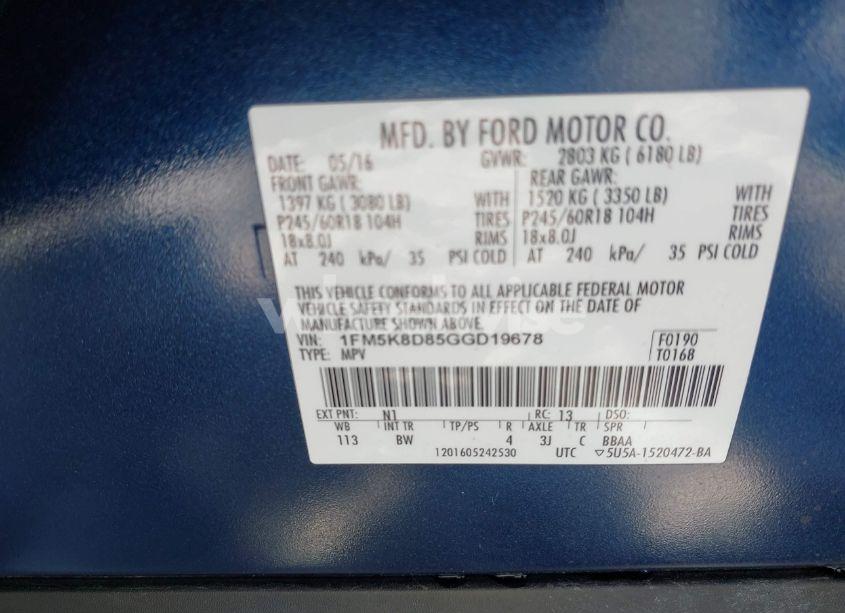 MFD. BY FORD MOTOR CO.
DATE: 05/16 GVWR: 2803 KG ( 6180 LB)
FRONT GAWR: REAR GAWR:
1397 KG ( 3080 LB) WITH 1520 KG ( 3350 LB) WITH
P245/60R18 104H TIRES P245/60R18 104H TIRES
18x8.0J RIMS 18x8.0J RIMS
AT 240 kPa/ 35 PSI COLD AT 240 kPa/ 35 PSI COLD
THIS VEHICLE CONFORMS TO ALL APPLICABLE FEDERAL MOTOR
VEHICLE SAFETY STANDARDS IN EFFECT ON THE DATE OF
MANUFACTURE SHOWN ABOVE.
VIN: 1FM5K8D85GGD19678 F0190
TYPE: MPV T0168
EXT PNT: N1 RC: 13 DSO:
WB INT TR TP/PS R AXLE TR SPR
113 BW 4 3J C BBAA
1201605242530 UTC ▽5U5A-1520472-BA